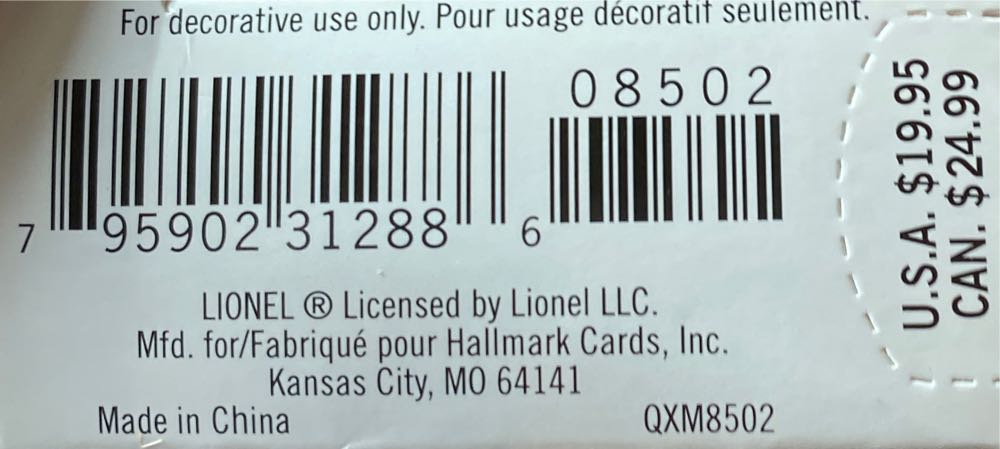 For decorative use only. Pour usage décoratif seulement.
08502
7 95902 31288 6
U.S.A. $19.95
CAN. $24.99
LIONEL ® Licensed by Lionel LLC.
Mfd. for/Fabriqué pour Hallmark Cards, Inc.
Kansas City, MO 64141
Made in China QXM8502